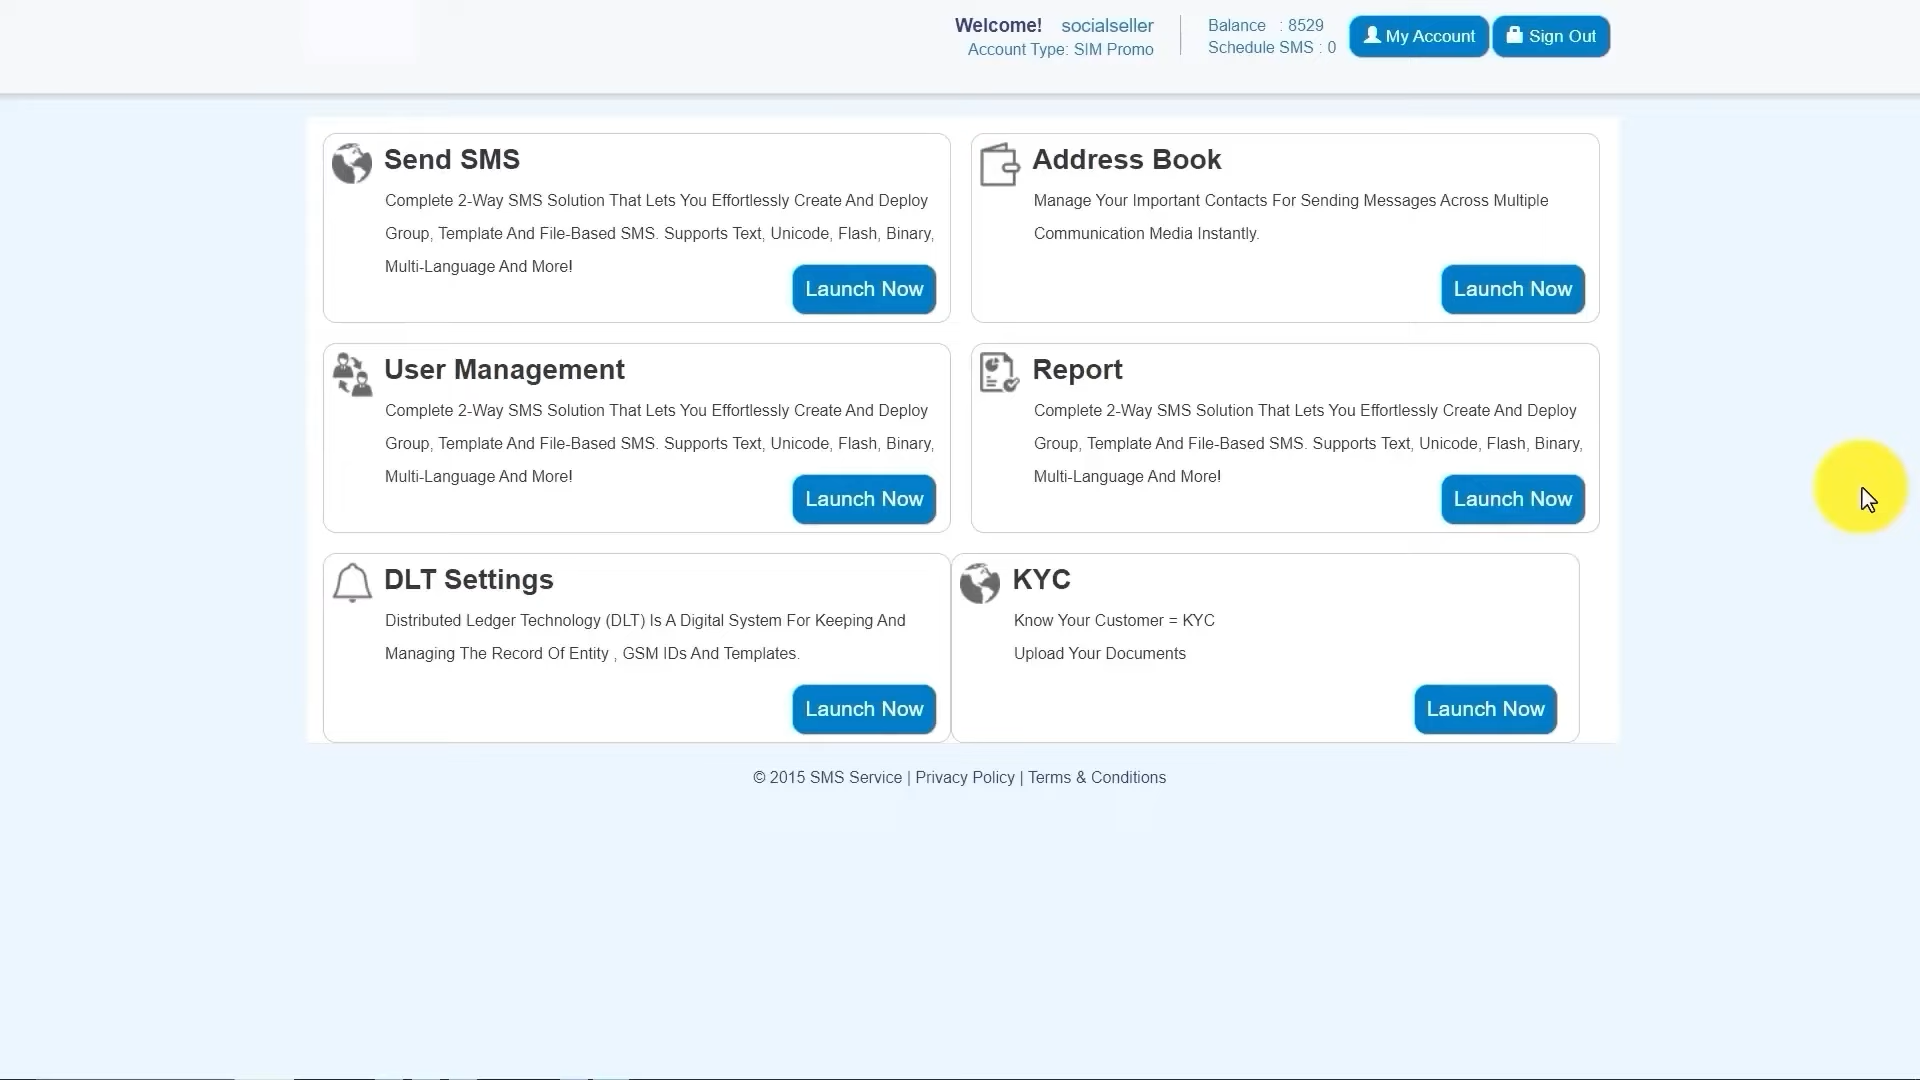 Welcome! socialseller
Account Type: SIM Promo
Balance : 8529
Schedule SMS : 0
My Account
Sign Out
Send SMS
Complete 2-Way SMS Solution That Lets You Effortlessly Create And Deploy
Group, Template And File-Based SMS. Supports Text, Unicode, Flash, Binary,
Multi-Language And More!
Launch Now
Address Book
Manage Your Important Contacts For Sending Messages Across Multiple
Communication Media Instantly.
Launch Now
User Management
Complete 2-Way SMS Solution That Lets You Effortlessly Create And Deploy
Group, Template And File-Based SMS. Supports Text, Unicode, Flash, Binary,
Multi-Language And More!
Launch Now
Report
Complete 2-Way SMS Solution That Lets You Effortlessly Create And Deploy
Group, Template And File-Based SMS. Supports Text, Unicode, Flash, Binary,
Multi-Language And More!
Launch Now
DLT Settings
Distributed Ledger Technology (DLT) Is A Digital System For Keeping And
Managing The Record Of Entity , GSM IDs And Templates.
Launch Now
KYC
Know Your Customer = KYC
Upload Your Documents
Launch Now
© 2015 SMS Service | Privacy Policy | Terms & Conditions